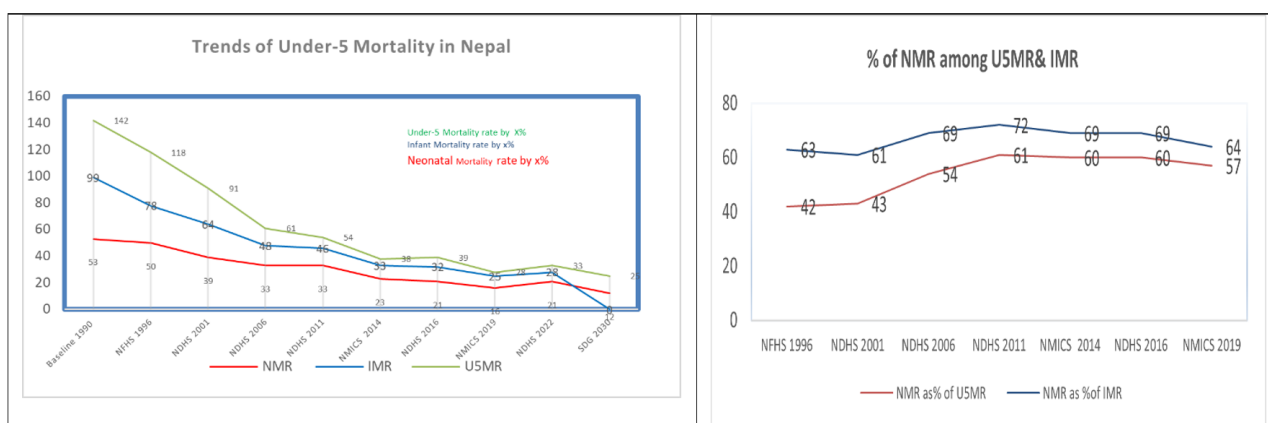 Trends of Under-5 Mortality in Nepal
160
140
120
100
80
60
40
20
0
Under-5 Mortality rate by X%
Infant Mortality rate by x%
Neonatal Mortality rate by x%
142
118
91
61
54
38
39
28
33
25
99
78
64
48
46
33
32
25
28
0
53
50
39
33
33
23
21
16
21
12
Baseline 1990
NFHS 1996
NDHS 2001
NDHS 2006
NDHS 2011
NMICS 2014
NDHS 2016
NMICS 2019
NDHS 2022
SDG 2030
NMR
IMR
U5MR
% of NMR among U5MR& IMR
80
60
40
20
0
63
61
69
72
69
69
64
42
43
54
61
60
60
57
NFHS 1996
NDHS 2001
NDHS 2006
NDHS 2011
NMICS 2014
NDHS 2016
NMICS 2019
NMR as% of U5MR
NMR as %of IMR